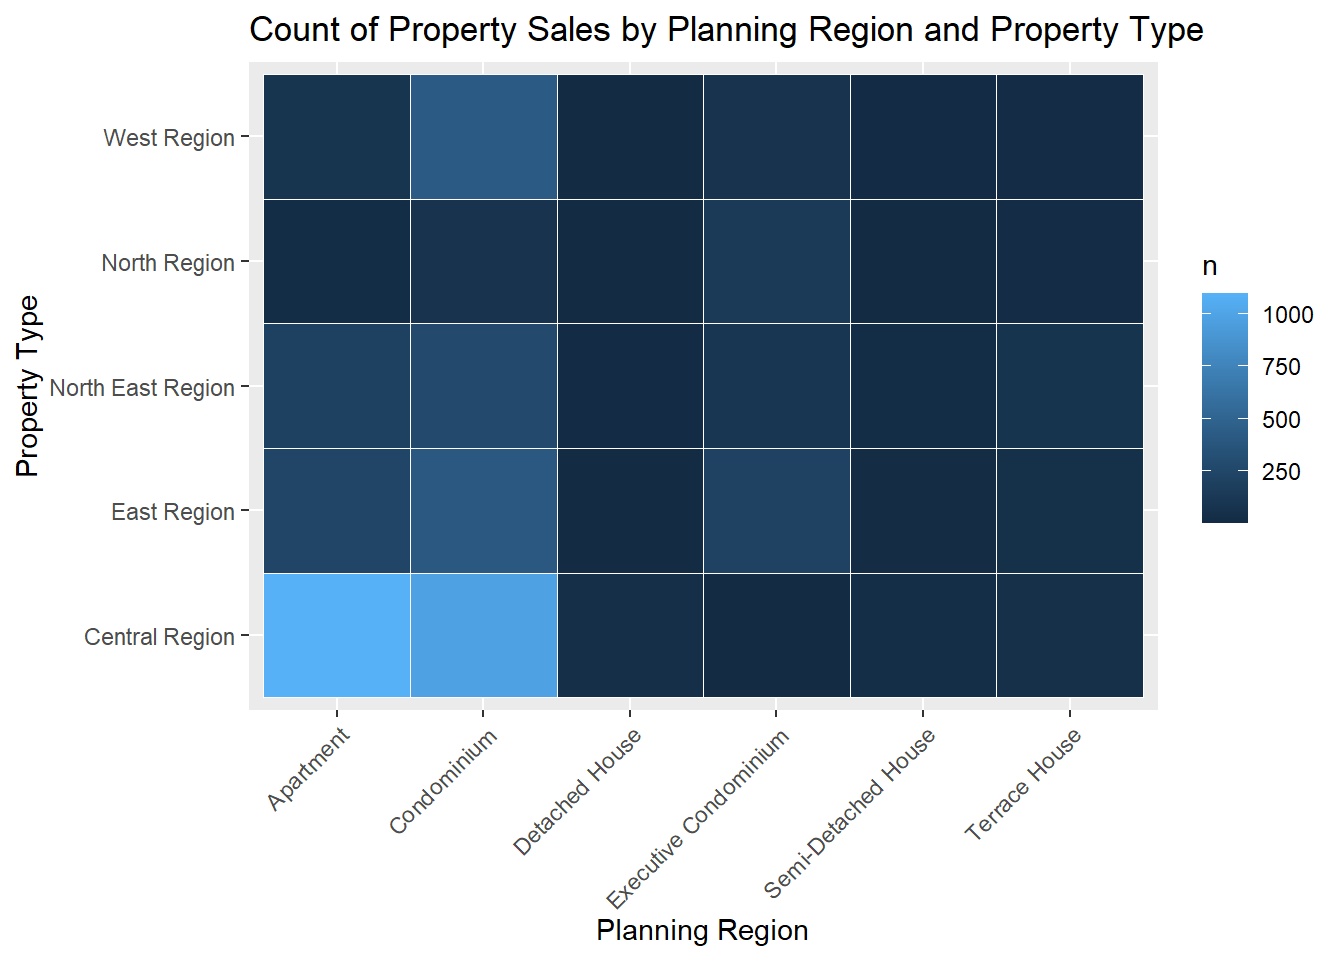 Count of Property Sales by Planning Region and Property Type
Property Type
West Region
North Region
North East Region
East Region
Central Region
Apartment
Condominium
Detached House
Executive Condominium
Semi-Detached House
Terrace House
Planning Region
n
1000
750
500
250